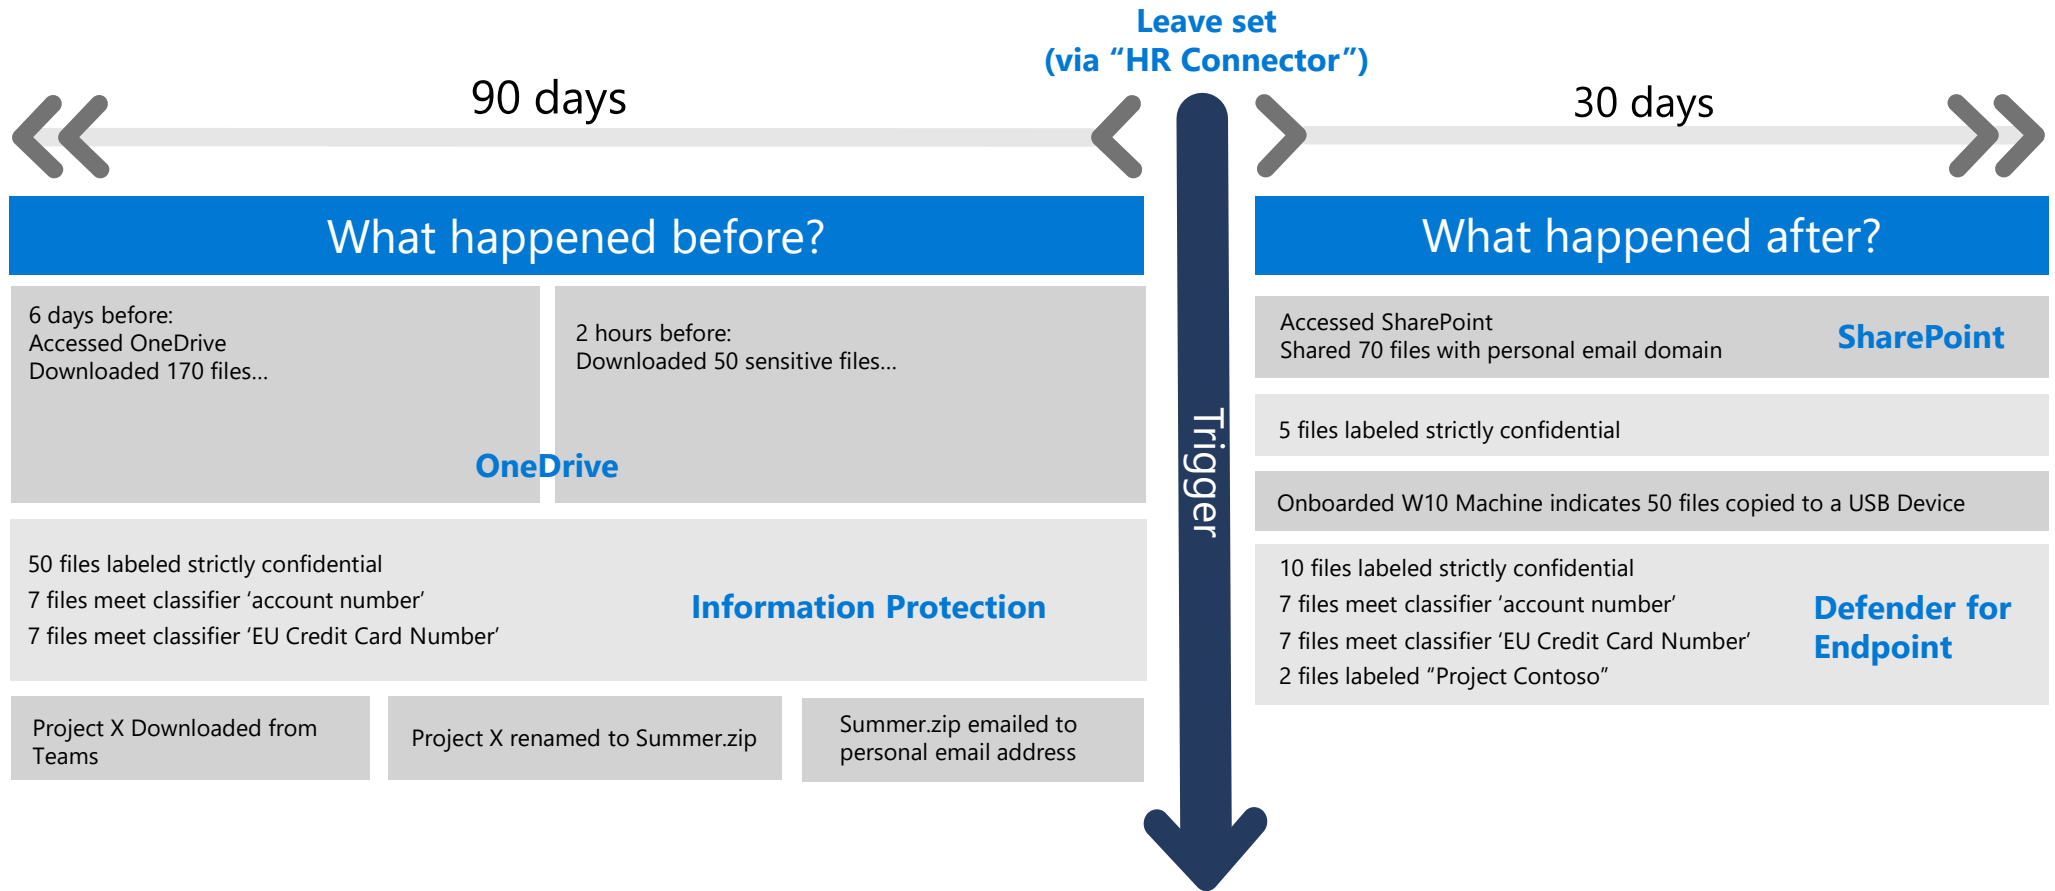 Leave set
(via “HR Connector”)
90 days
30 days
What happened before?
What happened after?
6 days before:
Accessed OneDrive
Downloaded 170 files...
2 hours before:
Downloaded 50 sensitive files...
OneDrive
50 files labeled strictly confidential
7 files meet classifier ‘account number’
7 files meet classifier ‘EU Credit Card Number’
Information Protection
Project X Downloaded from
Teams
Project X renamed to Summer.zip
Summer.zip emailed to
personal email address
Trigger
Accessed SharePoint
Shared 70 files with personal email domain
SharePoint
5 files labeled strictly confidential
Onboarded W10 Machine indicates 50 files copied to a USB Device
10 files labeled strictly confidential
7 files meet classifier ‘account number’
7 files meet classifier ‘EU Credit Card Number’
2 files labeled “Project Contoso”
Defender for
Endpoint